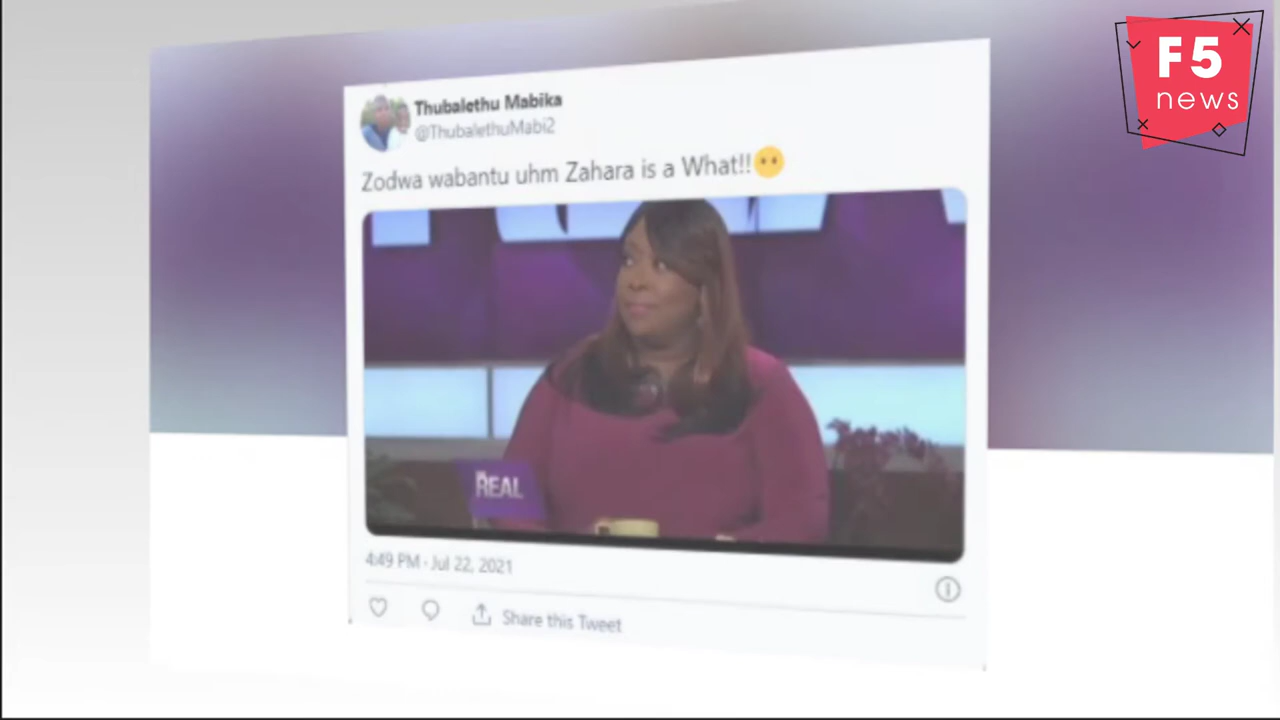 F5
news
Thubalethu Mabika
@ThubalethuMabi2
Zodwa wabantu uhm Zahara is a What!!😶
THE REAL
4:49 PM · Jul 22, 2021
Share this Tweet